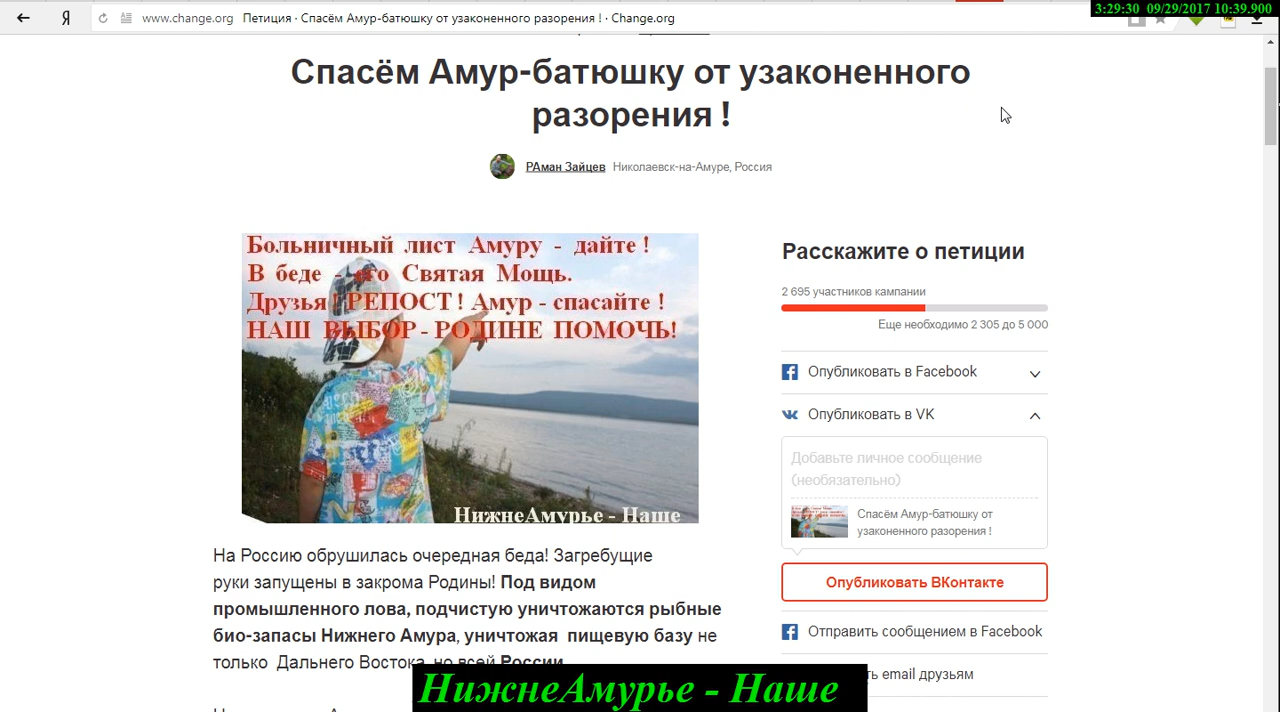 3:29:30 09/29/2017 10:39.900
Я
www.change.org Петиция · Спасём Амур-батюшку от узаконенного разорения ! · Change.org
Спасём Амур-батюшку от узаконенного
разорения !
РАман Зайцев Николаевск-на-Амуре, Россия
Больничный лист Амуру - дайте !
В беде - его Святая Мощь.
Друзья ! РЕПОСТ ! Амур - спасайте !
НАШ ВЫБОР - РОДИНЕ ПОМОЧЬ!
НижнеАмурье - Наше
На Россию обрушилась очередная беда! Загребущие
руки запущены в закрома Родины! Под видом
промышленного лова, подчистую уничтожаются рыбные
био-запасы Нижнего Амура, уничтожая пищевую базу не
только Дальнего Востока, но всей России
Расскажите о петиции
2 695 участников кампании
Еще необходимо 2 305 до 5 000
Опубликовать в Facebook
Опубликовать в VK
Добавьте личное сообщение
(необязательно)
Спасём Амур-батюшку от
узаконенного разорения !
Опубликовать ВКонтакте
Отправить сообщением в Facebook
email друзьям
НижнеАмурье - Наше